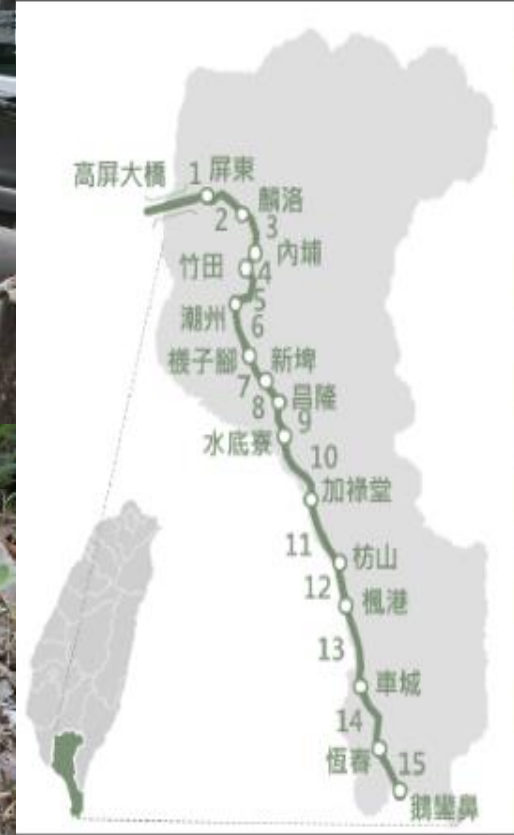 高屏大橋
1
屏東
2
麟洛
3
內埔
竹田
4
5
潮州
6
檨子腳
新埤
7
8
昌隆
9
水底寮
10
加祿堂
11
枋山
12
楓港
13
車城
14
恆春
15
鵝鑾鼻